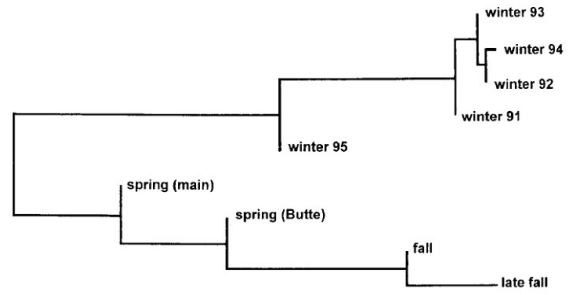 winter 93
winter 94
winter 92
winter 91
winter 95
spring (main)
spring (Butte)
fall
late fall